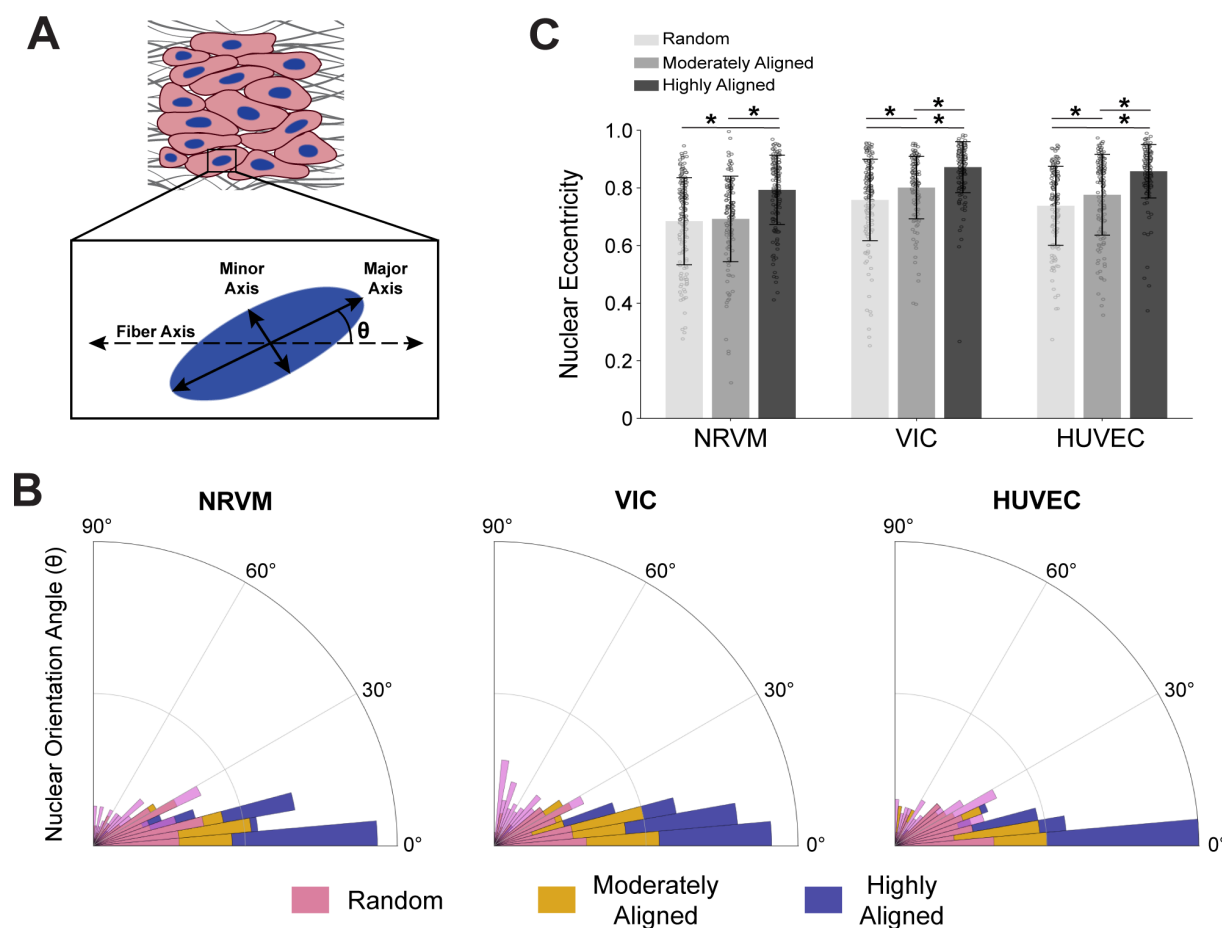 A
Minor
Axis
Major
Axis
Fiber Axis
θ
C
Random
Moderately Aligned
Highly Aligned
* * * * * * * *
Nuclear Eccentricity
1.0
0.8
0.6
0.4
0.2
0
NRVM VIC HUVEC
B
NRVM
90°
60°
30°
0°
Nuclear Orientation Angle (θ)
VIC
90°
60°
30°
0°
HUVEC
90°
60°
30°
0°
Random
Moderately
Aligned
Highly
Aligned